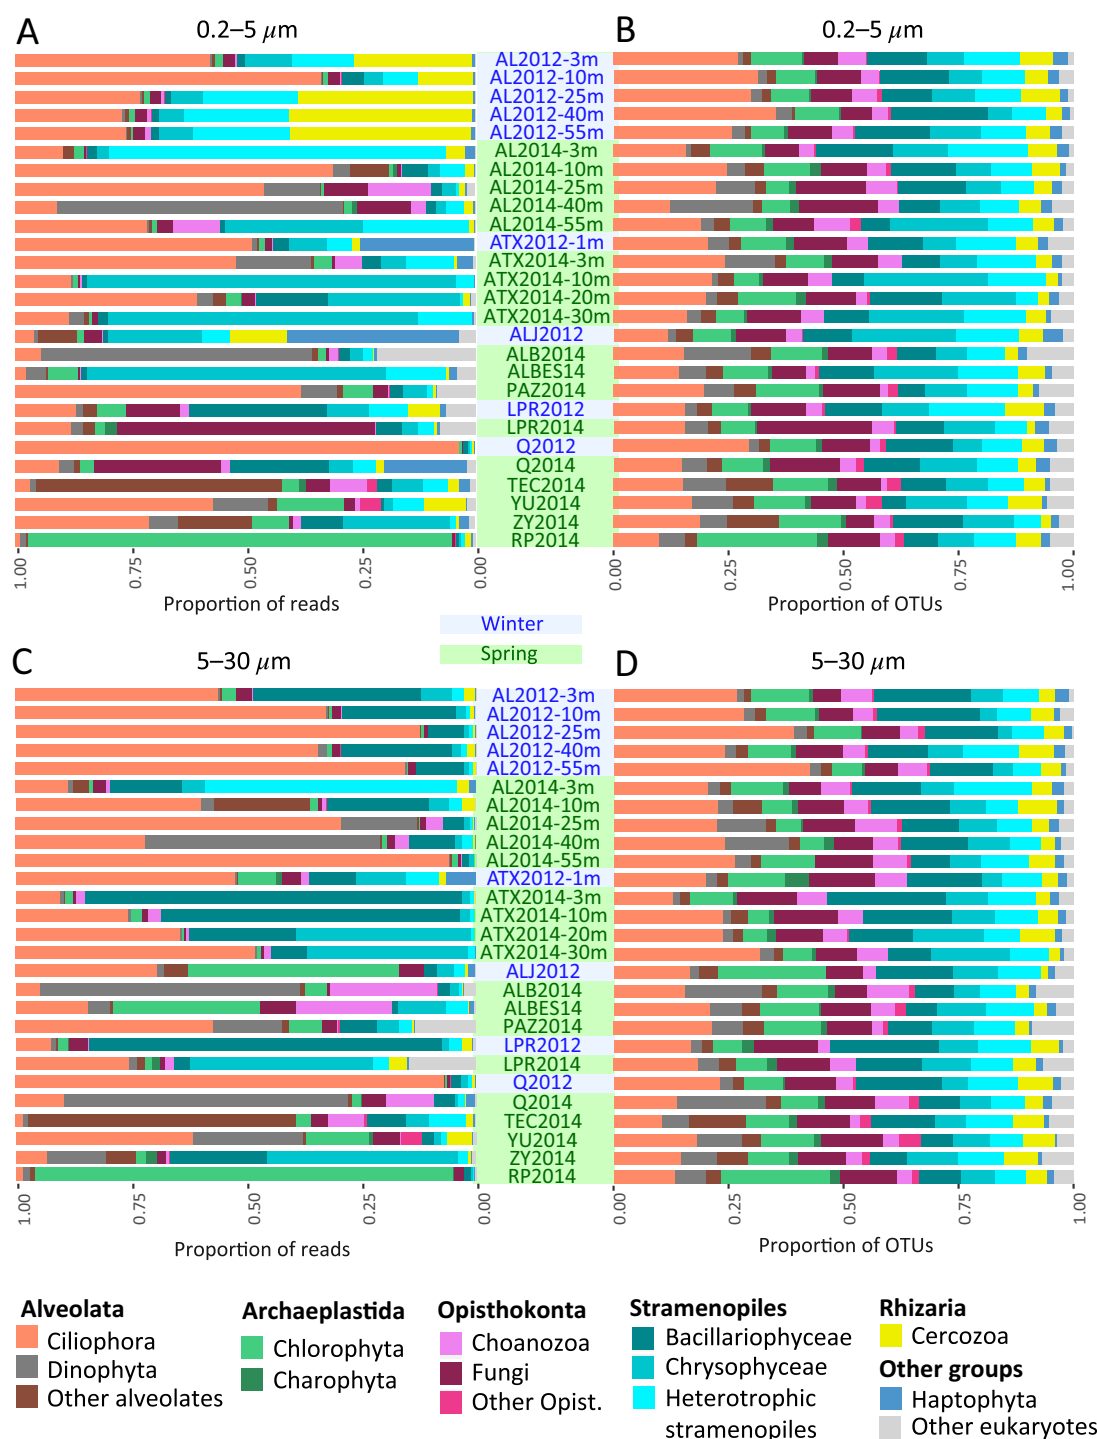 A
0.2–5 μm
B
0.2–5 μm
AL2012-3m
AL2012-10m
AL2012-25m
AL2012-40m
AL2012-55m
AL2014-3m
AL2014-10m
AL2014-25m
AL2014-40m
AL2014-55m
ATX2012-1m
ATX2014-3m
ATX2014-10m
ATX2014-20m
ATX2014-30m
ALJ2012
ALB2014
ALBES14
PAZ2014
LPR2012
LPR2014
Q2012
Q2014
TEC2014
YU2014
ZY2014
RP2014
1.00 0.75 0.50 0.25 0.00
0.00 0.25 0.50 0.75 1.00
Proportion of reads
Proportion of OTUs
Winter
Spring
C
5–30 μm
D
5–30 μm
AL2012-3m
AL2012-10m
AL2012-25m
AL2012-40m
AL2012-55m
AL2014-3m
AL2014-10m
AL2014-25m
AL2014-40m
AL2014-55m
ATX2012-1m
ATX2014-3m
ATX2014-10m
ATX2014-20m
ATX2014-30m
ALJ2012
ALB2014
ALBES14
PAZ2014
LPR2012
LPR2014
Q2012
Q2014
TEC2014
YU2014
ZY2014
RP2014
1.00 0.75 0.50 0.25 0.00
0.00 0.25 0.50 0.75 1.00
Proportion of reads
Proportion of OTUs
Alveolata
Ciliophora
Dinophyta
Other alveolates
Archaeplastida
Chlorophyta
Charophyta
Opisthokonta
Choanozoa
Fungi
Other Opist.
Stramenopiles
Bacillariophyceae
Chrysophyceae
Heterotrophic
stramenopiles
Rhizaria
Cercozoa
Other groups
Haptophyta
Other eukaryotes